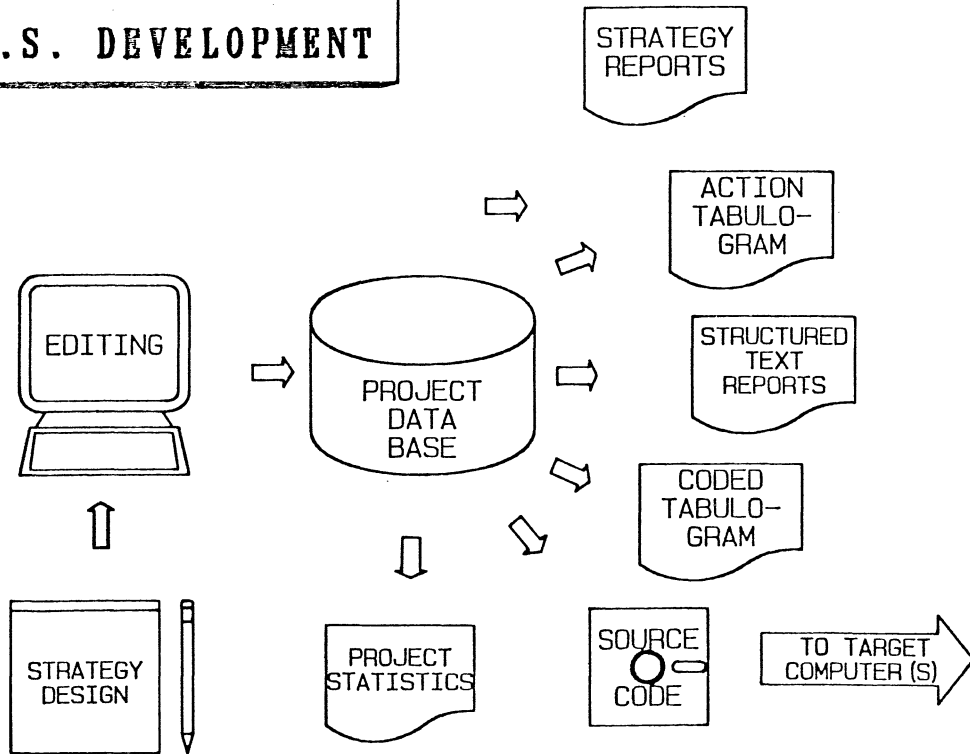 .S. DEVELOPMENT
STRATEGY
REPORTS
ACTION
TABULO-
GRAM
EDITING
PROJECT
DATA
BASE
STRUCTURED
TEXT
REPORTS
CODED
TABULO-
GRAM
STRATEGY
DESIGN
PROJECT
STATISTICS
SOURCE
CODE
TO TARGET
COMPUTER(S)